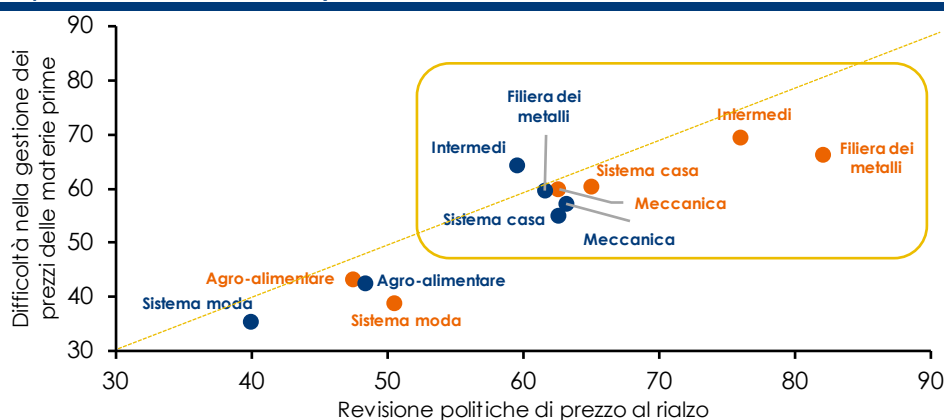 90
80
70
60
50
40
30
Difficoltà nella gestione dei
prezzi delle materie prime
Filiera dei
metalli
Intermedi
Intermedi
Filiera dei
metalli
Sistema casa
Meccanica
Sistema casa
Meccanica
Agro-alimentare
Agro-alimentare
Sistema moda
Sistema moda
30
40
50
60
70
80
90
Revisione politiche di prezzo al rialzo